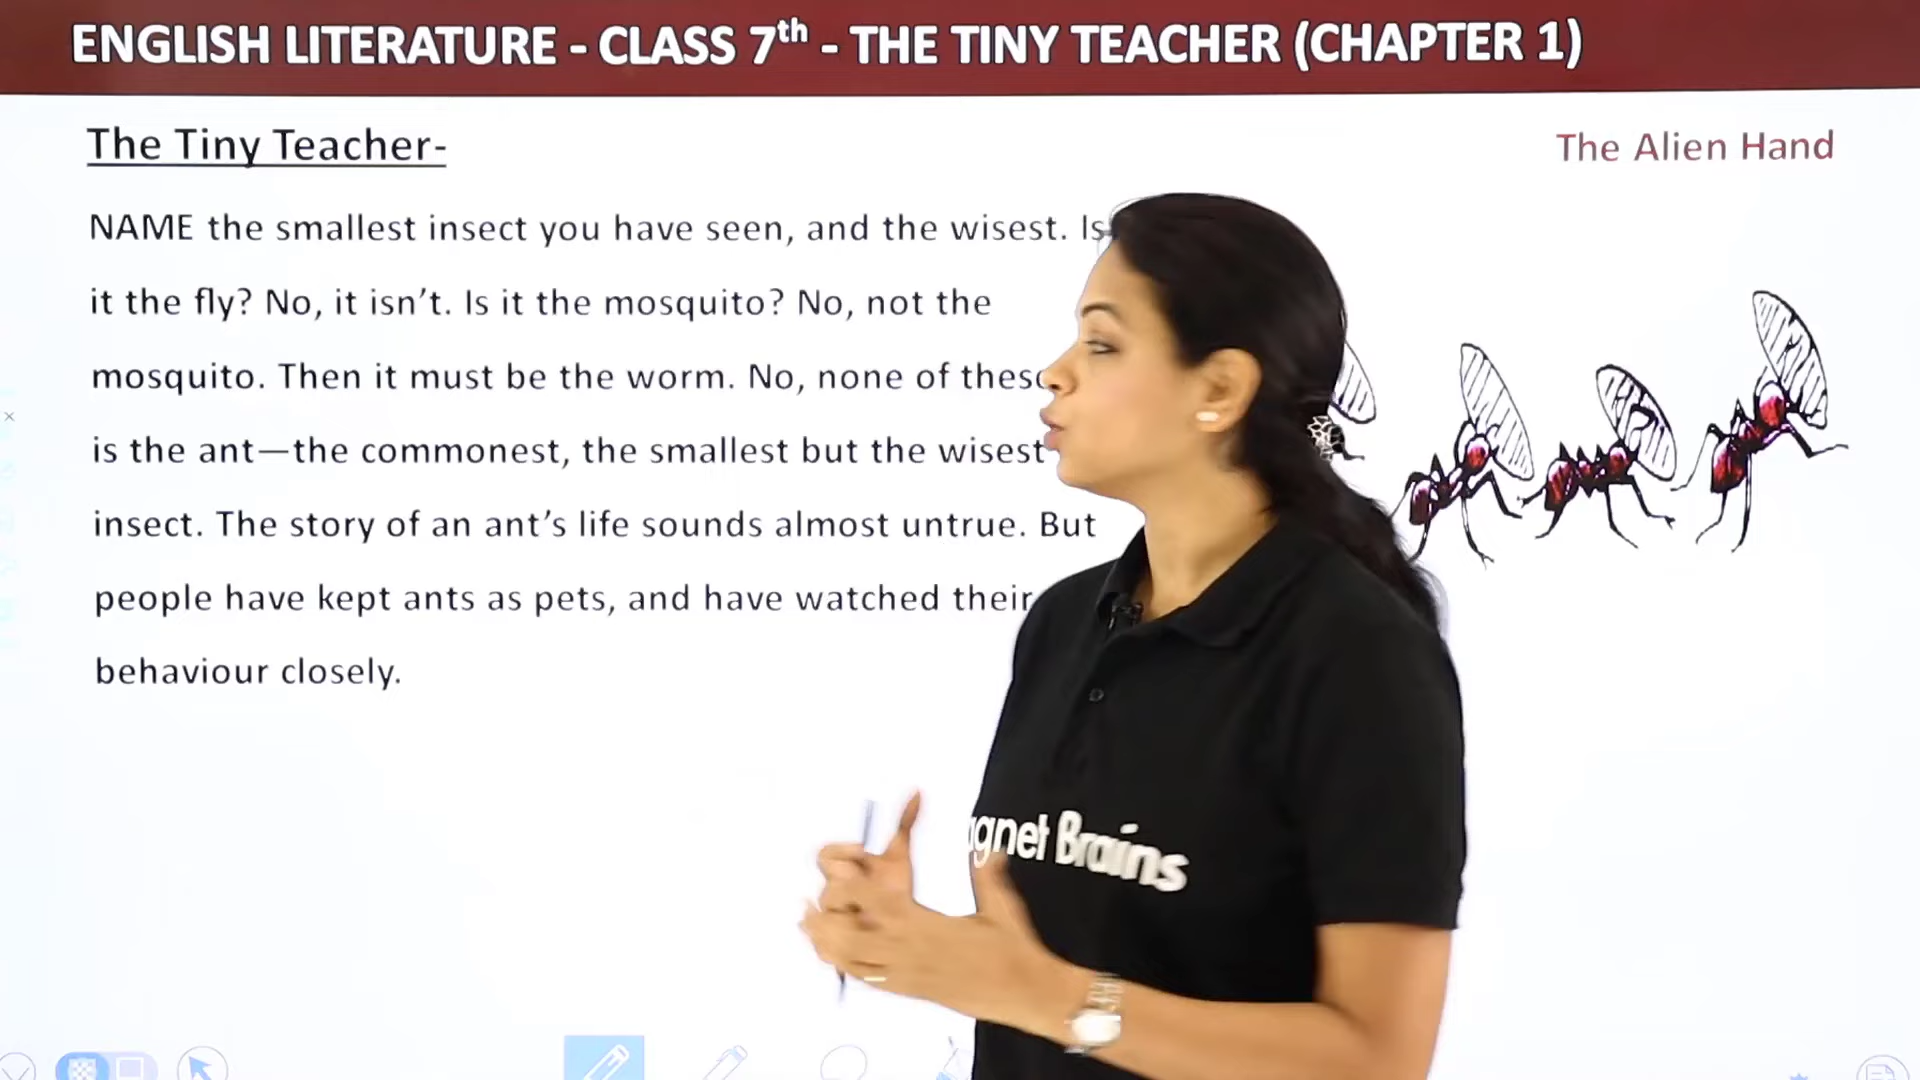 ENGLISH LITERATURE - CLASS 7th - THE TINY TEACHER (CHAPTER 1)
The Tiny Teacher-
The Alien Hand
NAME the smallest insect you have seen, and the wisest. Is
it the fly? No, it isn’t. Is it the mosquito? No, not the
mosquito. Then it must be the worm. No, none of these
is the ant—the commonest, the smallest but the wisest
insect. The story of an ant’s life sounds almost untrue. But
people have kept ants as pets, and have watched their
behaviour closely.
Brains